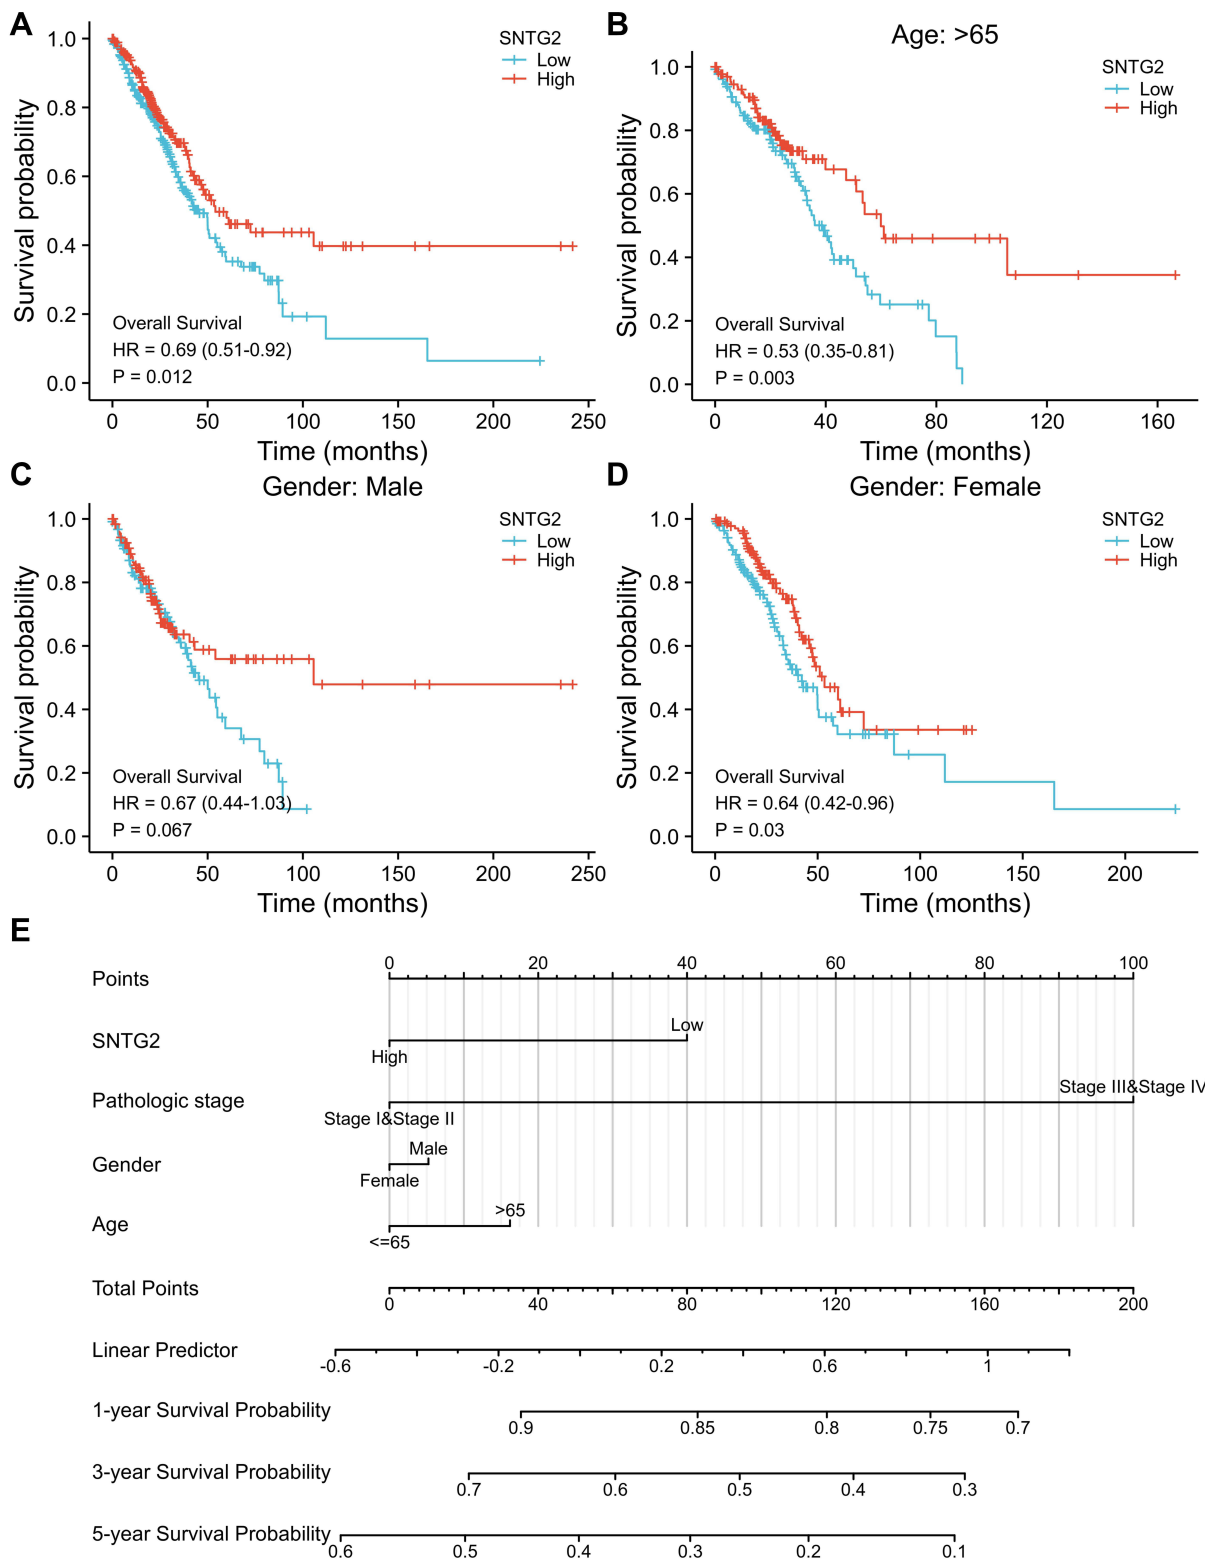 A
SNTG2
Low
High
Survival probability
1.0
0.8
0.6
0.4
0.2
0.0
Overall Survival
HR = 0.69 (0.51-0.92)
P = 0.012
0 50 100 150 200 250
Time (months)
B
Age: >65
SNTG2
Low
High
Survival probability
1.0
0.8
0.6
0.4
0.2
0.0
Overall Survival
HR = 0.53 (0.35-0.81)
P = 0.003
0 40 80 120 160
Time (months)
C
Gender: Male
SNTG2
Low
High
Survival probability
1.0
0.8
0.6
0.4
0.2
0.0
Overall Survival
HR = 0.67 (0.44-1.03)
P = 0.067
0 50 100 150 200 250
Time (months)
D
Gender: Female
SNTG2
Low
High
Survival probability
1.0
0.8
0.6
0.4
0.2
0.0
Overall Survival
HR = 0.64 (0.42-0.96)
P = 0.03
0 50 100 150 200
Time (months)
E
Points
0 20 40 60 80 100
SNTG2
Low
High
Pathologic stage
Stage III&Stage IV
Stage I&Stage II
Gender
Male
Female
Age
>65
<=65
Total Points
0 40 80 120 160 200
Linear Predictor
-0.6 -0.2 0.2 0.6 1
1-year Survival Probability
0.9 0.85 0.8 0.75 0.7
3-year Survival Probability
0.7 0.6 0.5 0.4 0.3
5-year Survival Probability
0.6 0.5 0.4 0.3 0.2 0.1